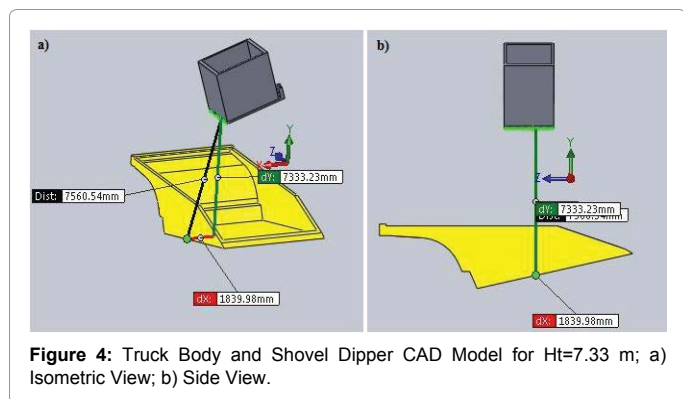 a)
b)
Y
Z
X
dY: 7333.23mm
Dist: 7560.54mm
dX: 1839.98mm
Y
Z
dY: 7333.23mm
dX: 1839.98mm
Figure 4: Truck Body and Shovel Dipper CAD Model for Ht=7.33 m; a)
Isometric View; b) Side View.